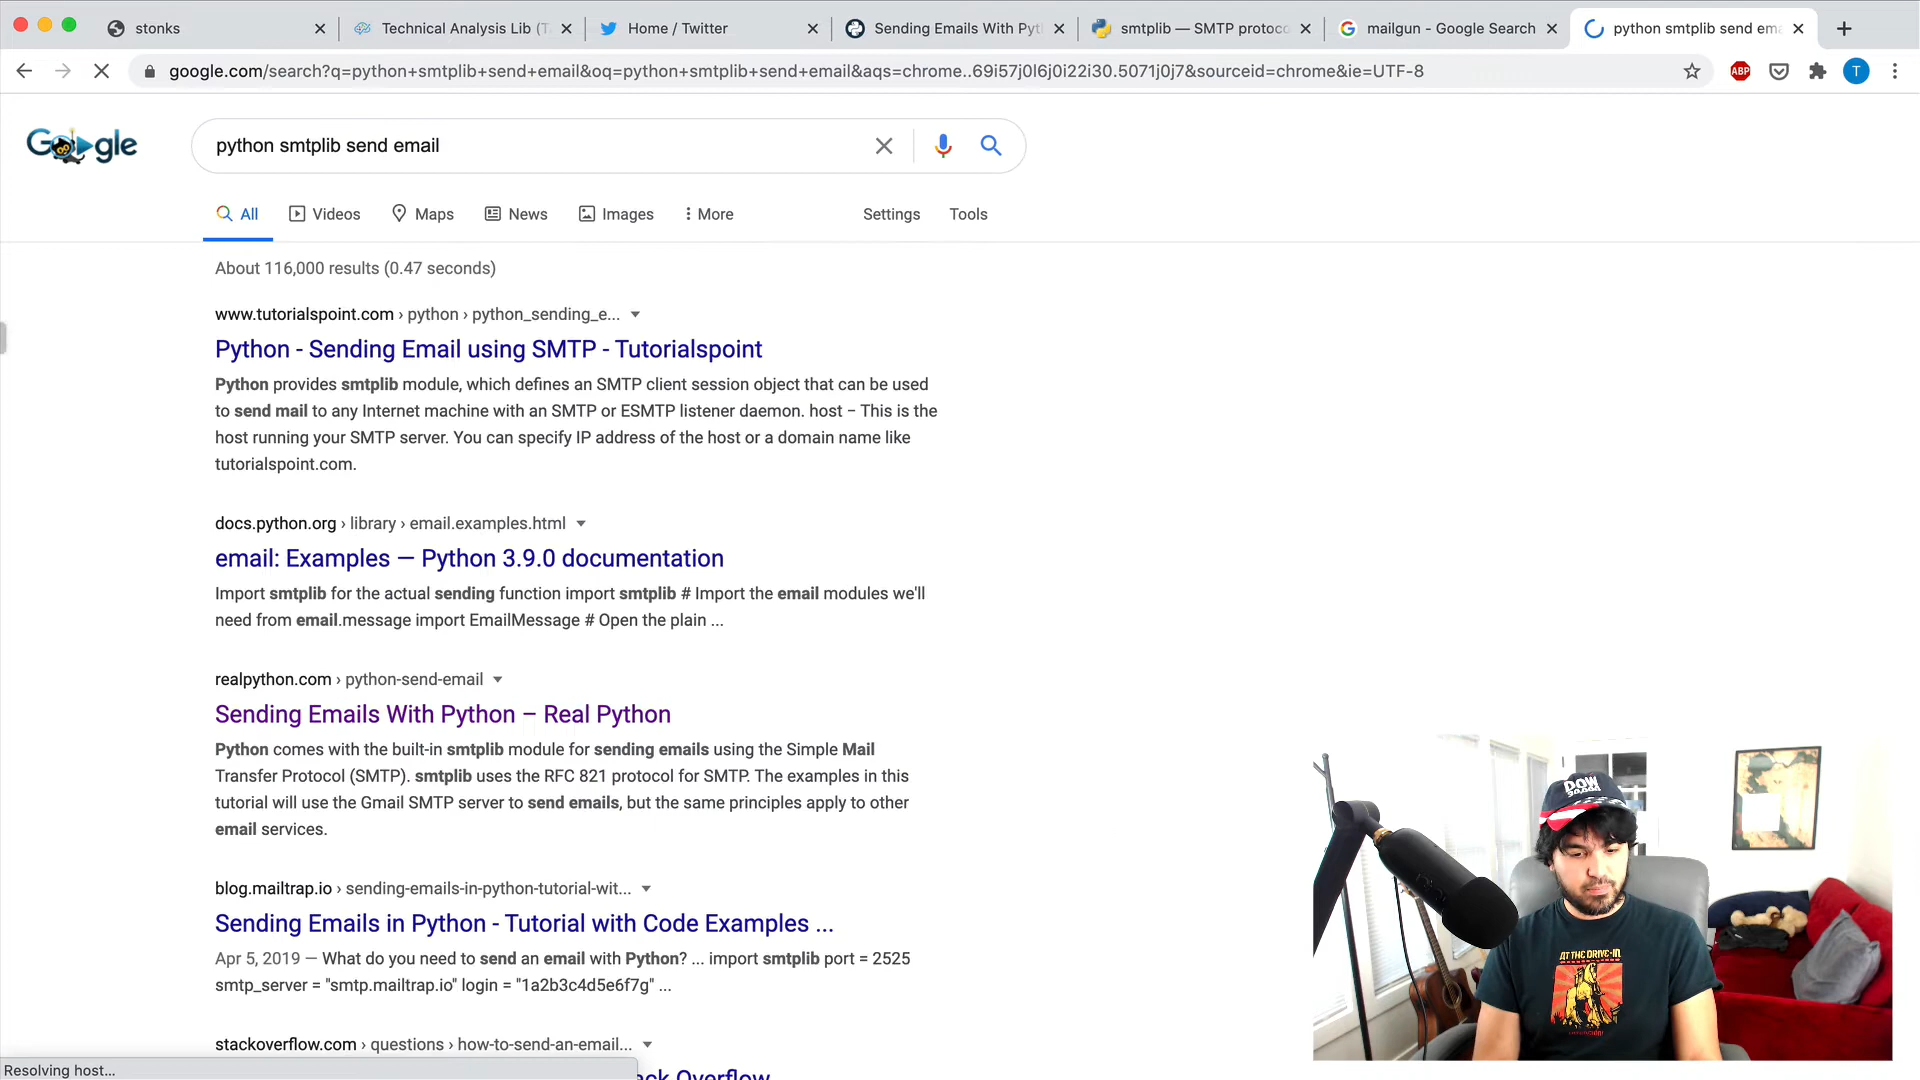 stonks
Technical Analysis Lib (T
Home / Twitter
Sending Emails With Pyt
smtplib — SMTP protoco
mailgun - Google Search
python smtplib send ema
google.com/search?q=python+smtplib+send+email&oq=python+smtplib+send+email&aqs=chrome..69i57j0l6j0i22i30.5071j0j7&sourceid=chrome&ie=UTF-8
ABP
T
Google
python smtplib send email
All
Videos
Maps
News
Images
More
Settings
Tools
About 116,000 results (0.47 seconds)
www.tutorialspoint.com › python › python_sending_e...
Python - Sending Email using SMTP - Tutorialspoint
Python provides smtplib module, which defines an SMTP client session object that can be used
to send mail to any Internet machine with an SMTP or ESMTP listener daemon. host − This is the
host running your SMTP server. You can specify IP address of the host or a domain name like
tutorialspoint.com.
docs.python.org › library › email.examples.html
email: Examples — Python 3.9.0 documentation
Import smtplib for the actual sending function import smtplib # Import the email modules we'll
need from email.message import EmailMessage # Open the plain ...
realpython.com › python-send-email
Sending Emails With Python – Real Python
Python comes with the built-in smtplib module for sending emails using the Simple Mail
Transfer Protocol (SMTP). smtplib uses the RFC 821 protocol for SMTP. The examples in this
tutorial will use the Gmail SMTP server to send emails, but the same principles apply to other
email services.
blog.mailtrap.io › sending-emails-in-python-tutorial-wit...
Sending Emails in Python - Tutorial with Code Examples ...
Apr 5, 2019 — What do you need to send an email with Python? ... import smtplib port = 2525
smtp_server = "smtp.mailtrap.io" login = "1a2b3c4d5e6f7g" ...
stackoverflow.com › questions › how-to-send-an-email...
ck Overflow
Resolving host...
DOW
AT THE DRIVE-IN